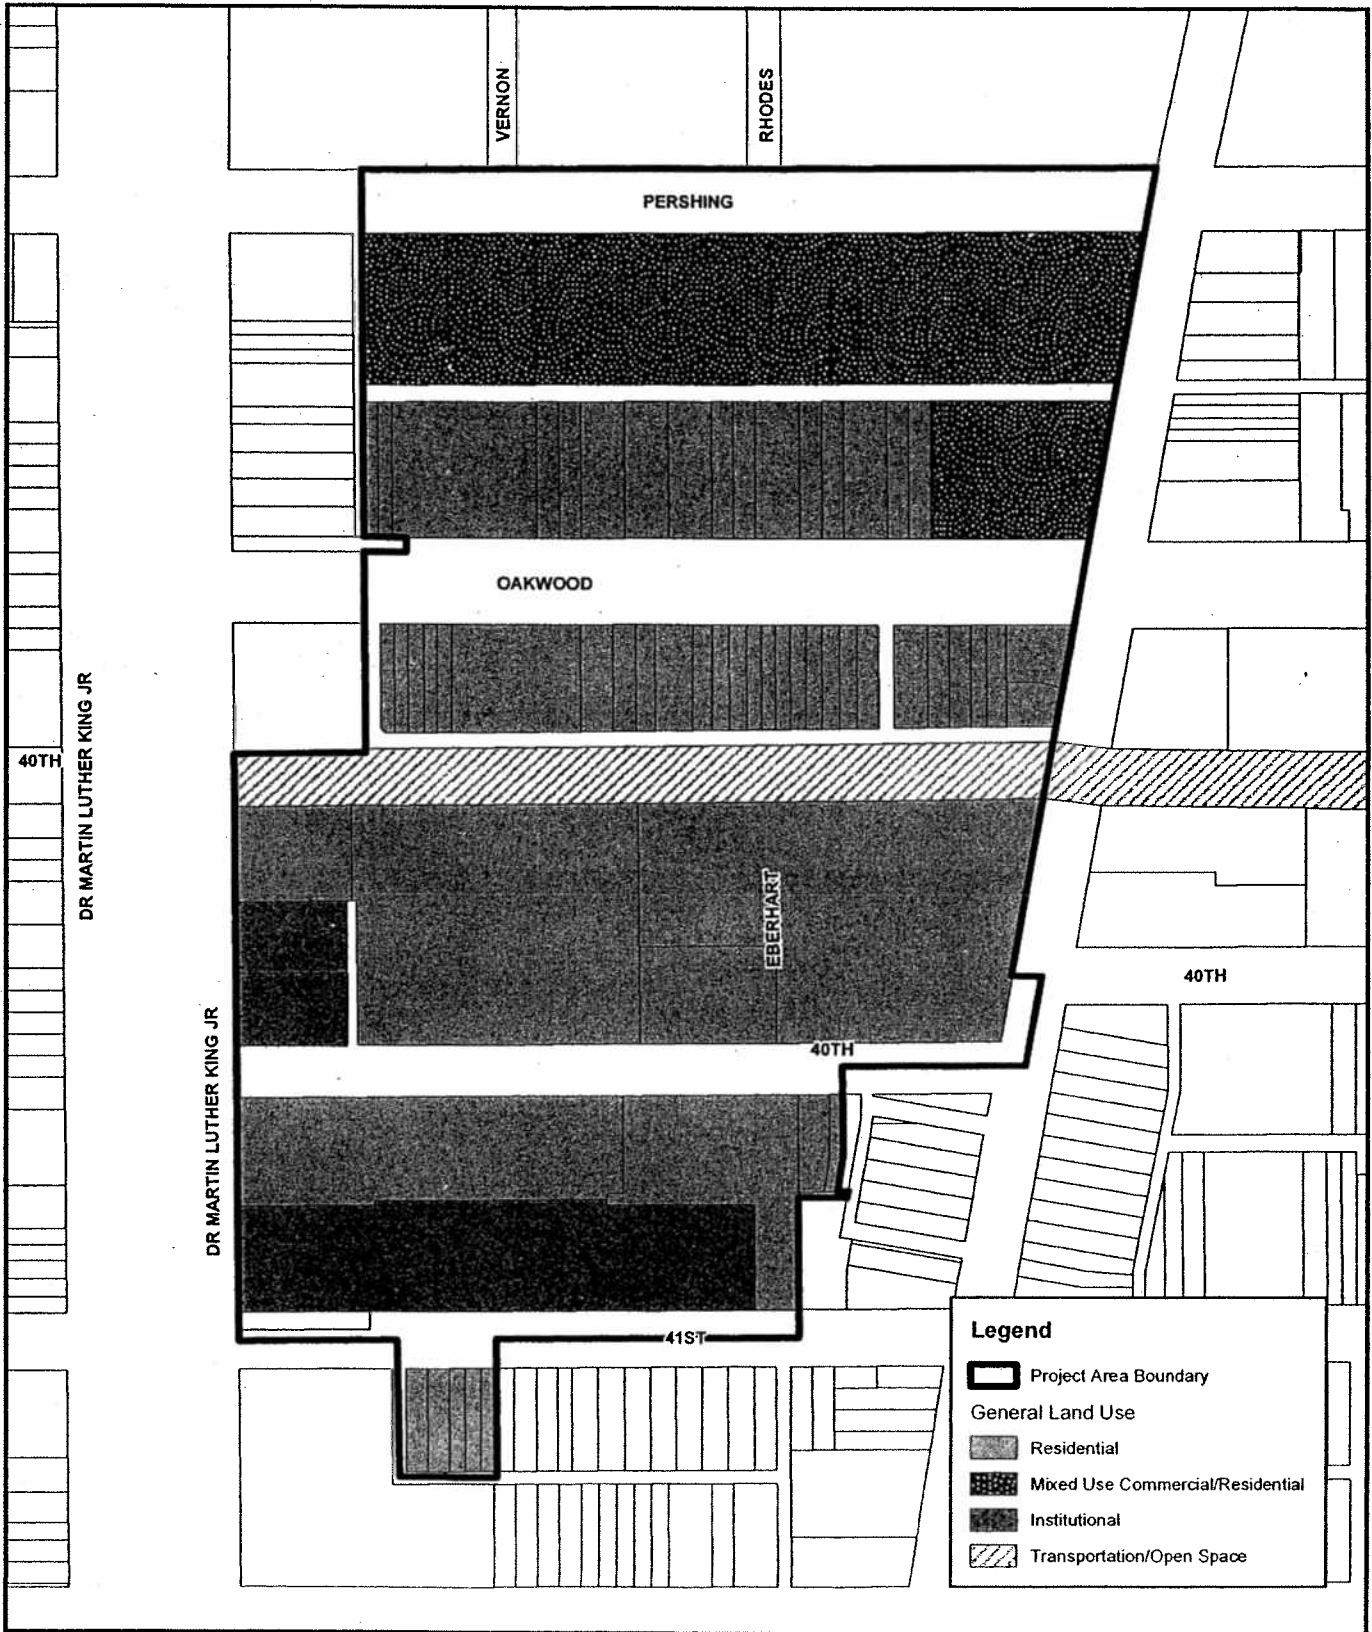 VERNON
RHODES
PERSHING
OAKWOOD
DR MARTIN LUTHER KING JR
40TH
EBERHART
40TH
DR MARTIN LUTHER KING JR
40TH
41ST
Legend
Project Area Boundary
General Land Use
Residential
Mixed Use Commercial/Residential
Institutional
Transportation/Open Space